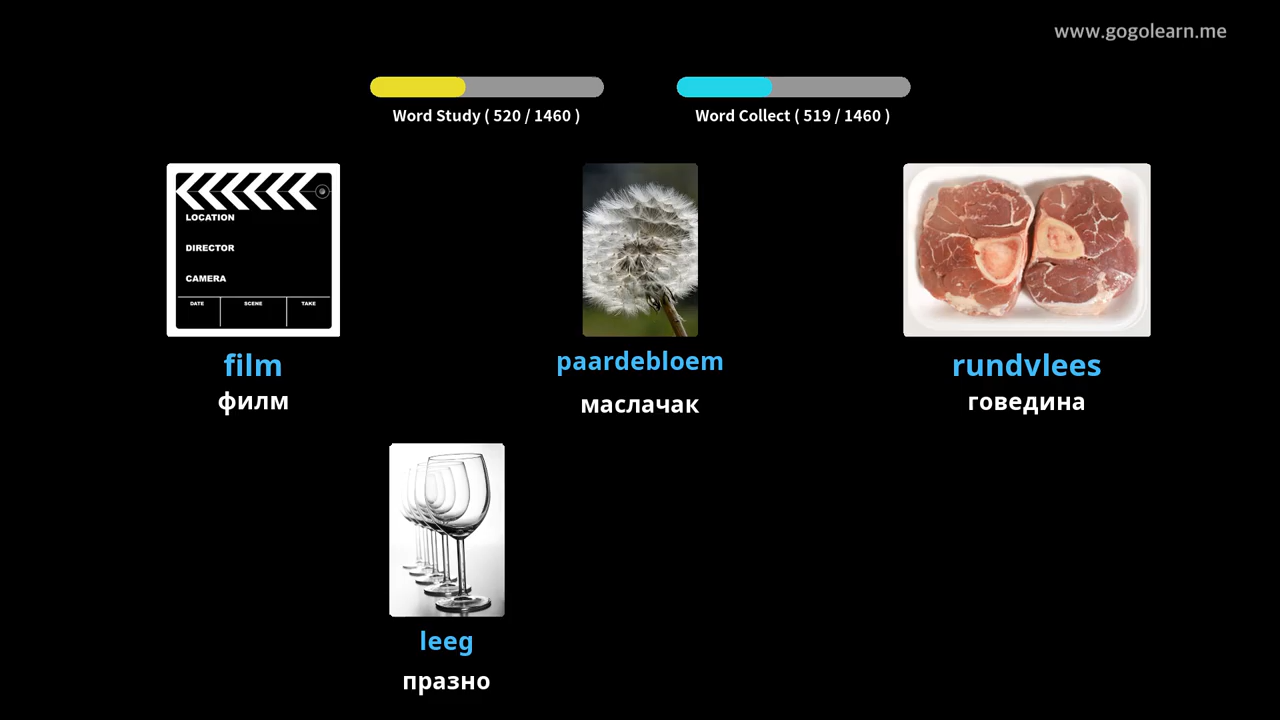 www.gogolearn.me
Word Study ( 520 / 1460 )
Word Collect ( 519 / 1460 )
LOCATION
DIRECTOR
CAMERA
DATE SCENE TAKE
film
филм
paardebloem
маслачак
rundvlees
говедина
leeg
празно